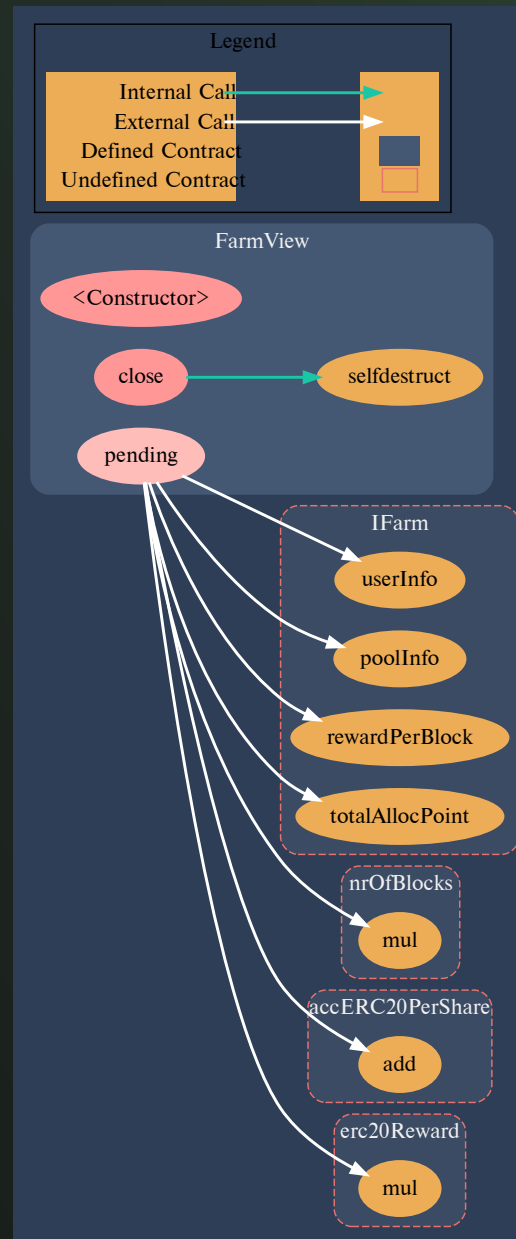 Legend
Internal Call
External Call
Defined Contract
Undefined Contract
FarmView
<Constructor>
close
selfdestruct
pending
IFarm
userInfo
poolInfo
rewardPerBlock
totalAllocPoint
nrOfBlocks
mul
accERC20PerShare
add
erc20Reward
mul